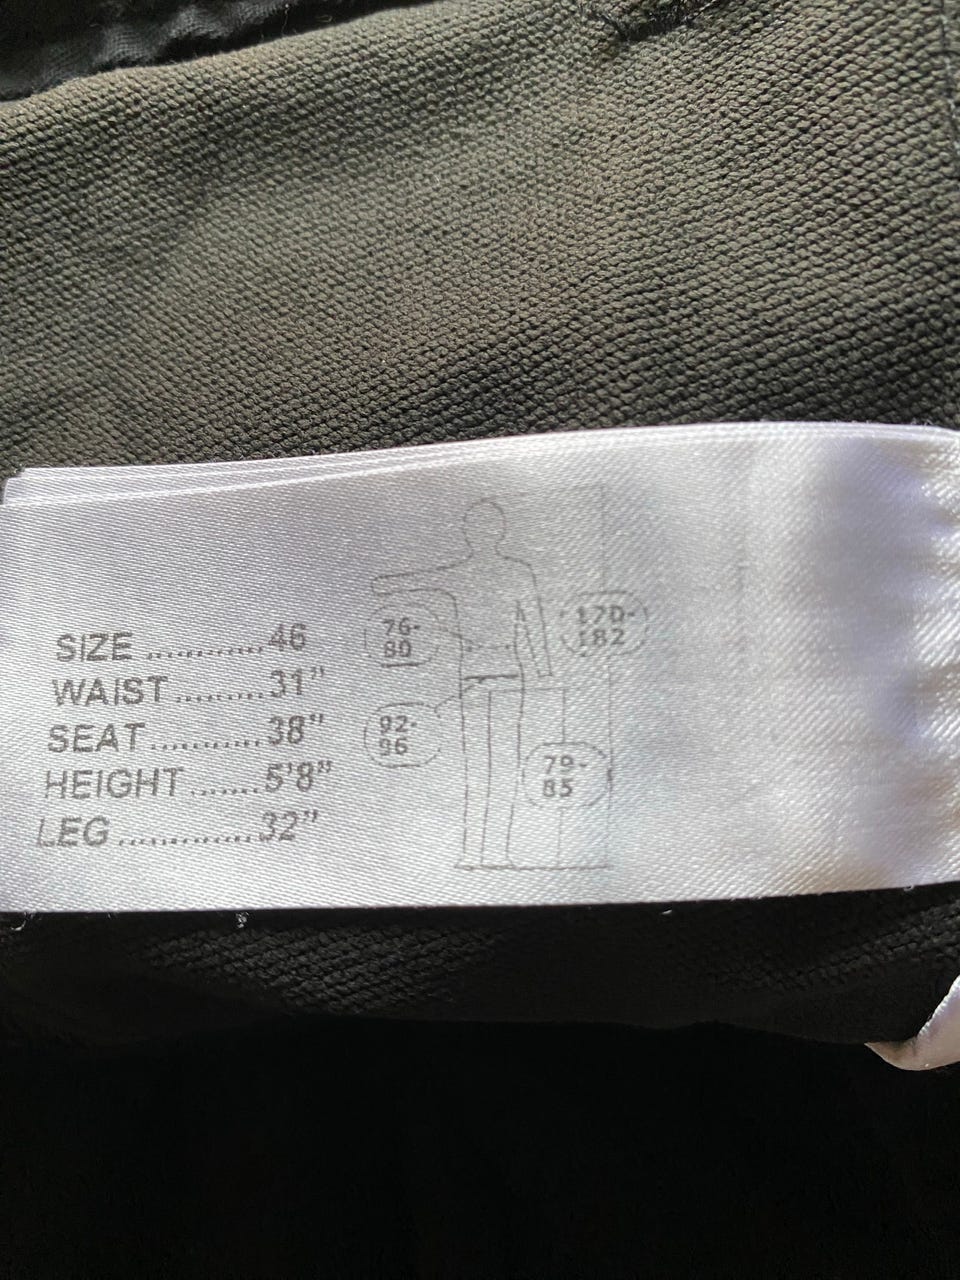 SIZE ............46
WAIST.........31"
SEAT...........38"
HEIGHT.......5'8"
LEG.............32"
76-
80
170-
182
92-
96
79-
85